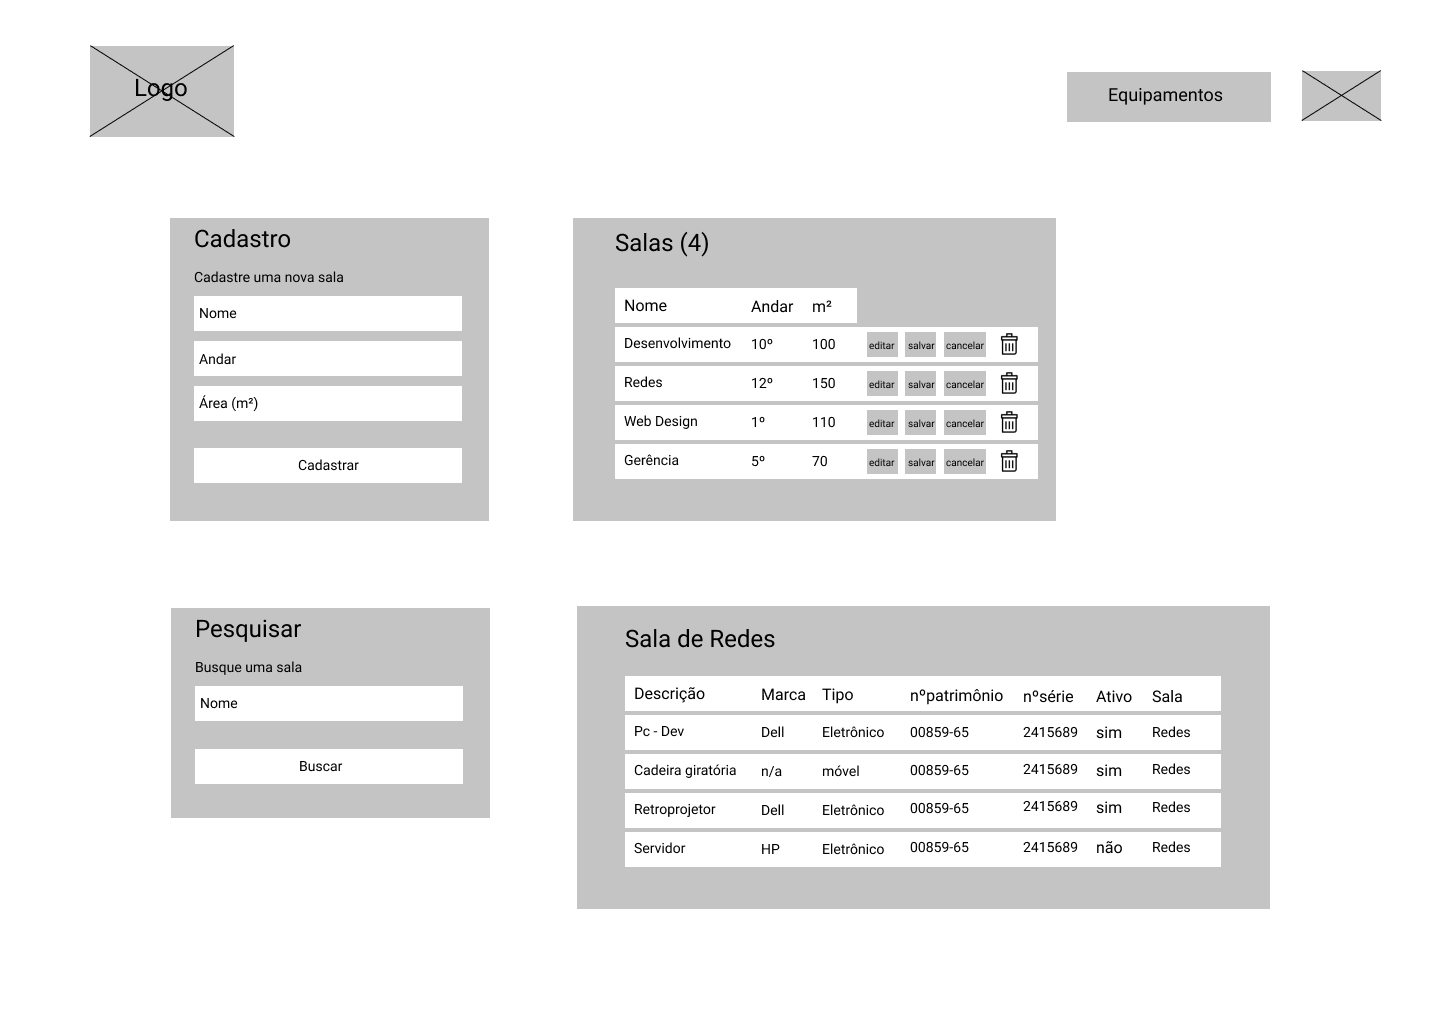 Logo
Equipamentos
Cadastro
Cadastre uma nova sala
Nome
Andar
Área (m²)
Cadastrar
Salas (4)
Nome Andar m²
Desenvolvimento 10º 100 editar salvar cancelar
Redes 12º 150 editar salvar cancelar
Web Design 1º 110 editar salvar cancelar
Gerência 5º 70 editar salvar cancelar
Pesquisar
Busque uma sala
Nome
Buscar
Sala de Redes
Descrição Marca Tipo nºpatrimônio nºsérie Ativo Sala
Pc - Dev Dell Eletrônico 00859-65 2415689 sim Redes
Cadeira giratória n/a móvel 00859-65 2415689 sim Redes
Retroprojetor Dell Eletrônico 00859-65 2415689 sim Redes
Servidor HP Eletrônico 00859-65 2415689 não Redes